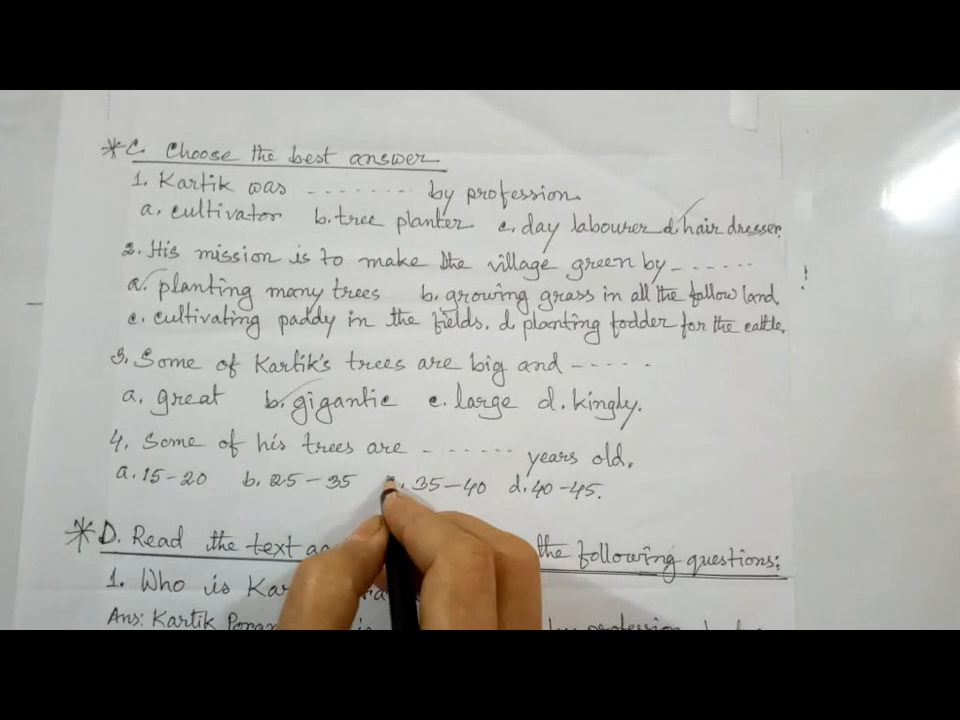 *C. Choose the best answer
1. Kartik was ........ by profession.
a. cultivator b. tree planter c. day labourer d. hair dresser.
2. His mission is to make the village green by ......
a. planting many trees b. growing grass in all the fallow land,
c. cultivating paddy in the fields. d. planting fodder for the cattle.
3. Some of Kartik's trees are big and .....
a. great b. gigantic c. large d. kingly.
4. Some of his trees are ...... years old.
a. 15-20 b. 25-35 35-40 d. 40-45.
*D. Read the text the following questions:
1. Who is
Ans: Kartik by profession